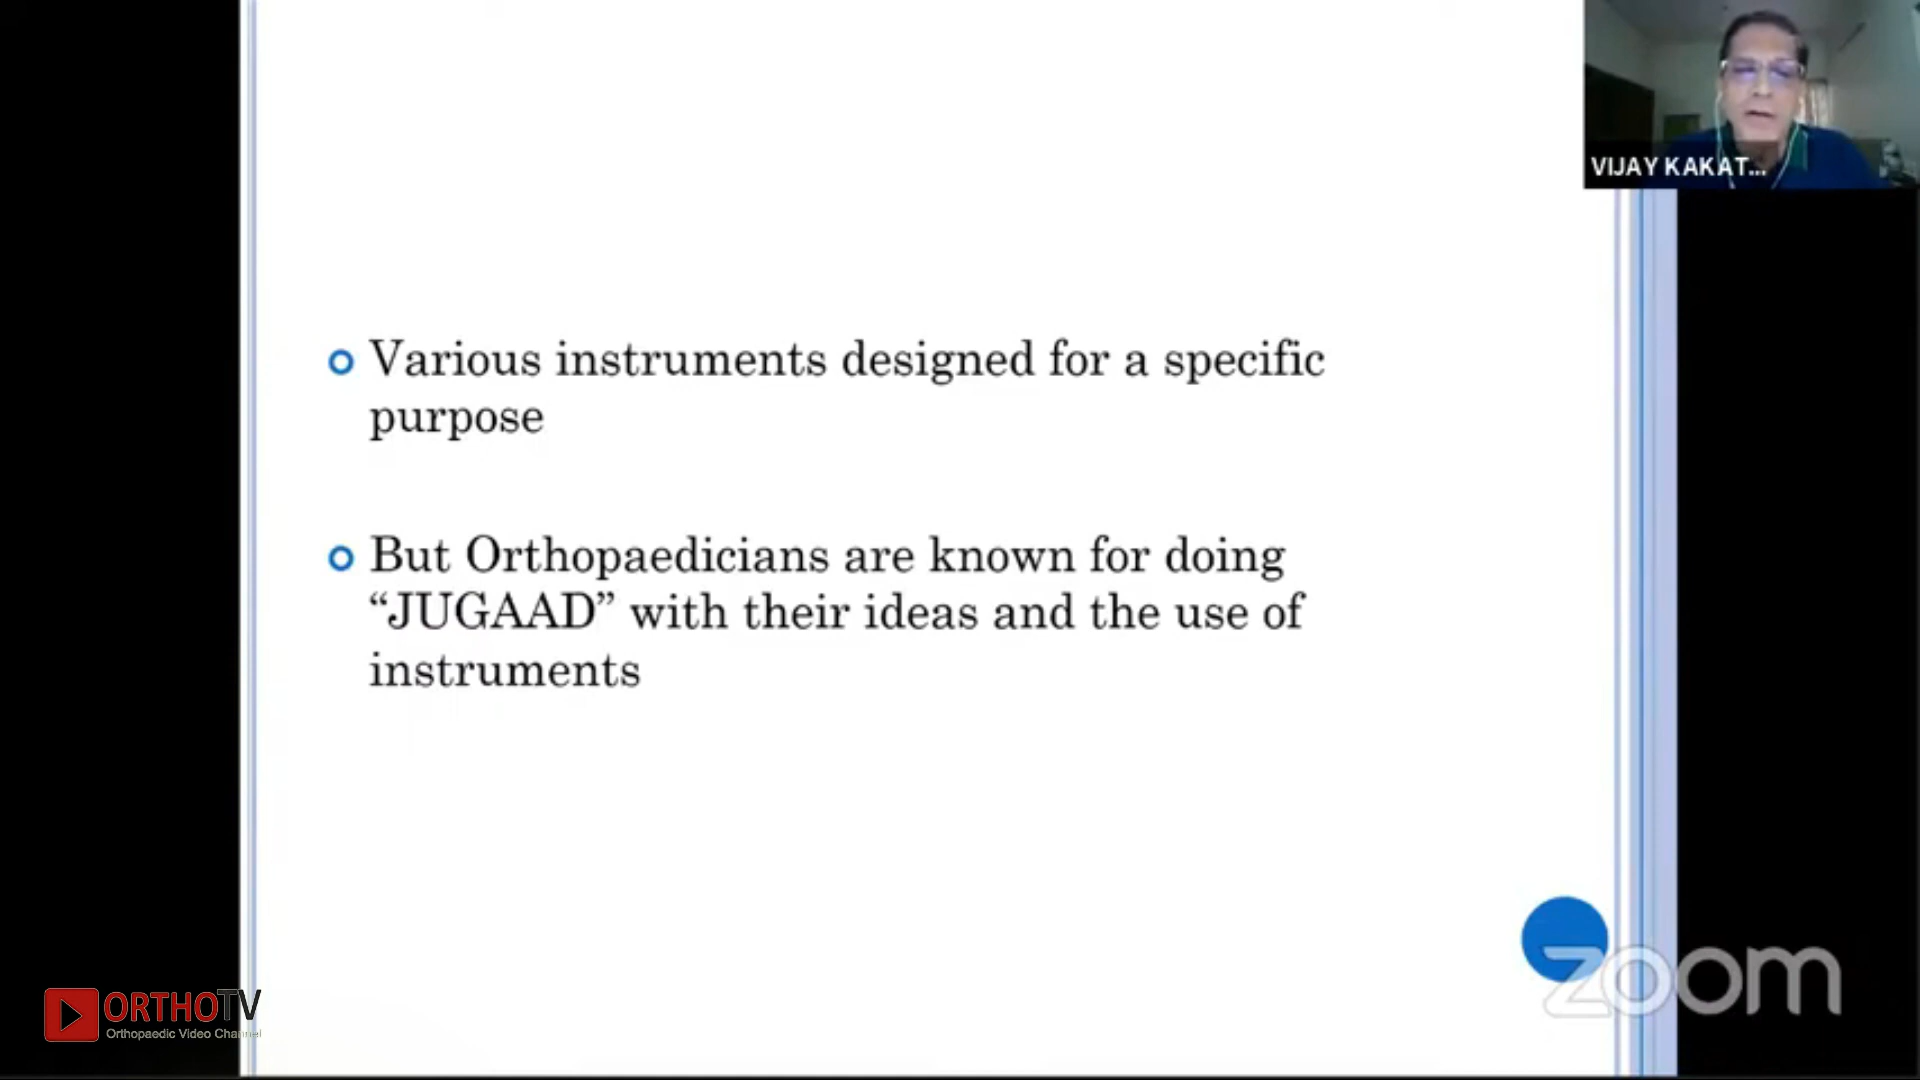 VIJAY KAKAT...
Various instruments designed for a specific
purpose
But Orthopaedicians are known for doing
“JUGAAD” with their ideas and the use of
instruments
zoom
ORTHOTV
Orthopaedic Video Channel